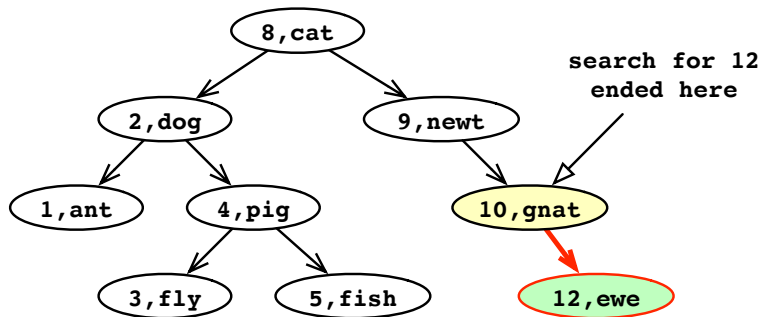 8,cat
search for 12
ended here
2,dog
9,newt
1,ant
4,pig
10,gnat
3,fly
5,fish
12,ewe